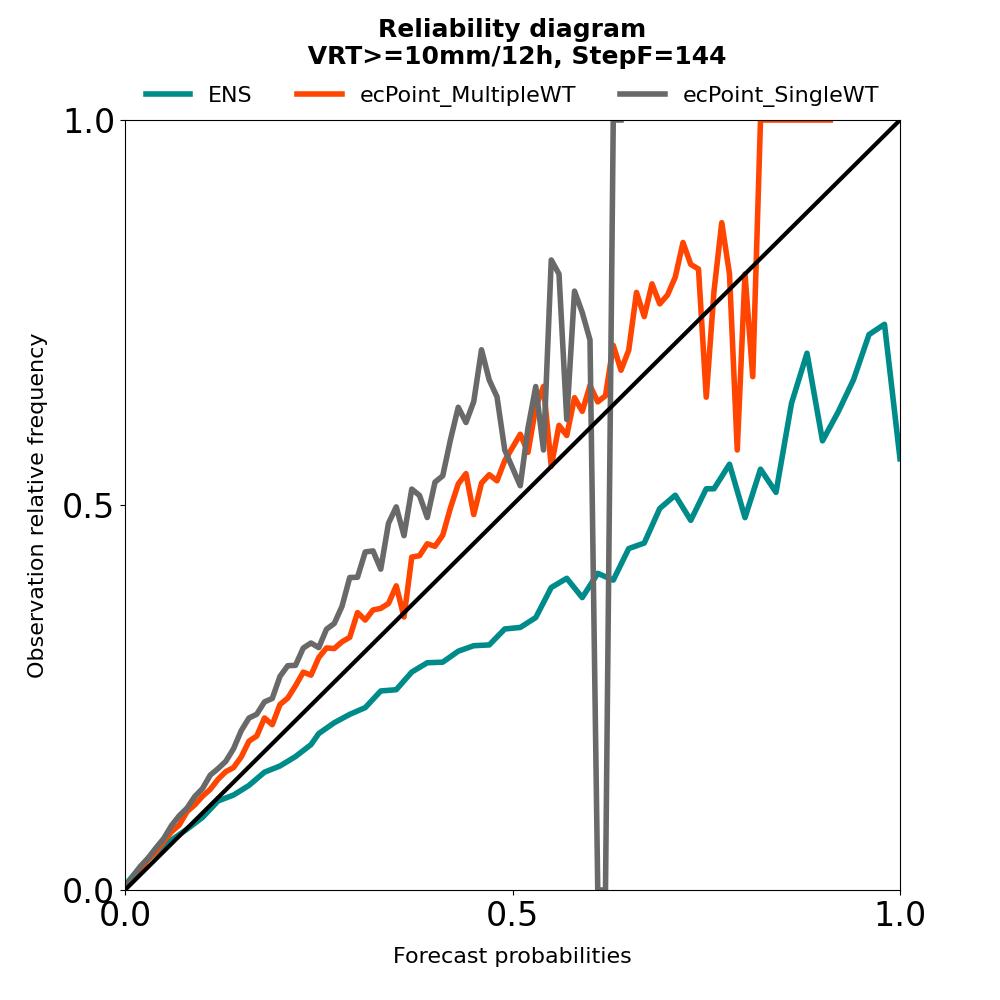 Reliability diagram
VRT>=10mm/12h, StepF=144
ENS ecPoint_MultipleWT ecPoint_SingleWT
1.0
0.5
0.0
Observation relative frequency
0.0 0.5 1.0
Forecast probabilities